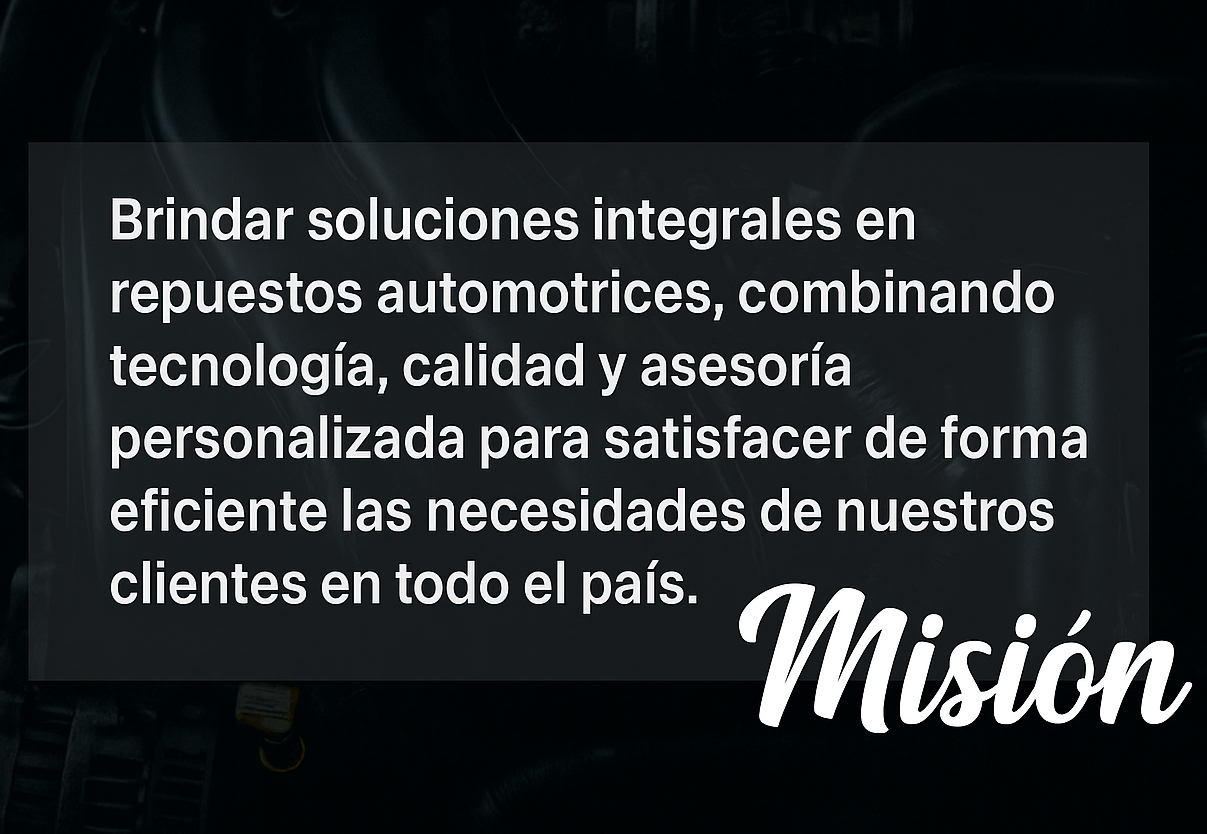 Brindar soluciones integrales en
repuestos automotrices, combinando
tecnología, calidad y asesoría
personalizada para satisfacer de forma
eficiente las necesidades de nuestros
clientes en todo el país.
Misión